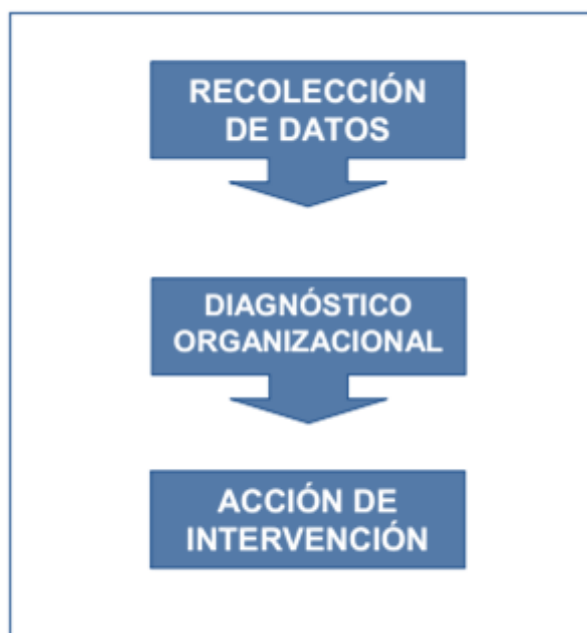 RECOLECCIÓN
DE DATOS
DIAGNÓSTICO
ORGANIZACIONAL
ACCIÓN DE
INTERVENCIÓN